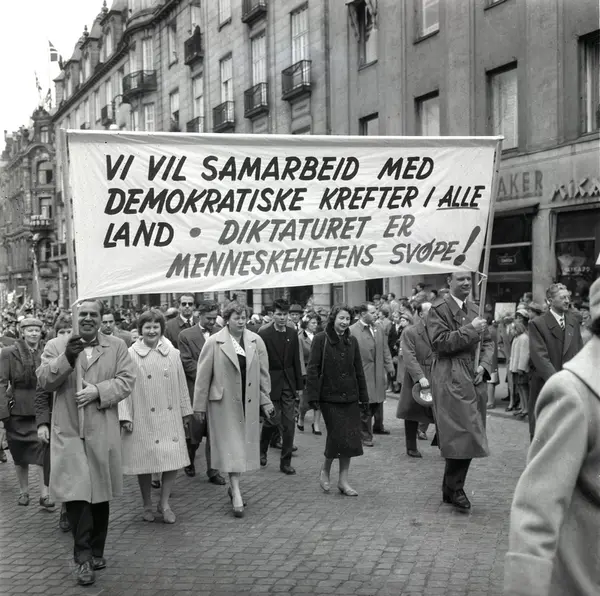 VI VIL SAMARBEID MED
DEMOKRATISKE KREFTER I ALLE
LAND • DIKTATURET ER
MENNESKEHETENS SVØPE!